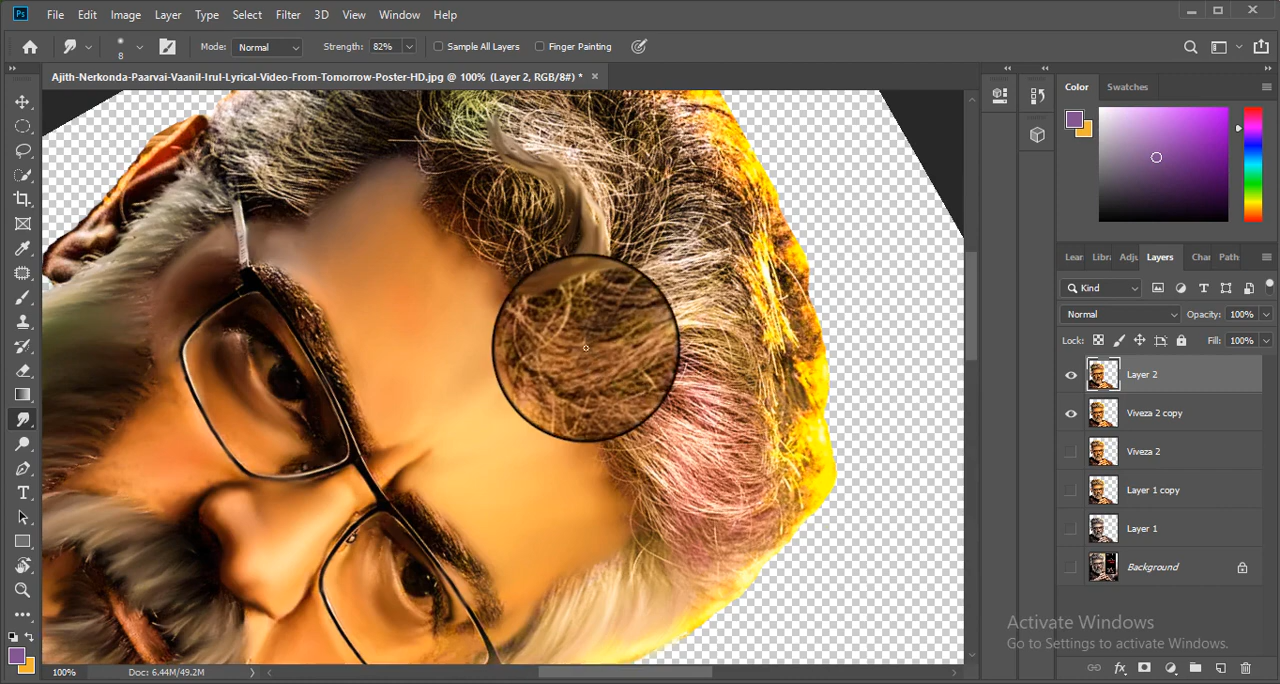 Ps File Edit Image Layer Type Select Filter 3D View Window Help
8 Mode: Normal Strength: 82% Sample All Layers Finger Painting
Ajith-Nerkonda-Paarvai-Vaanil-Irul-Lyrical-Video-From-Tomorrow-Poster-HD.jpg @ 100% (Layer 2, RGB/8#) * ×
Color Swatches
Lear Libra Adju Layers Char Path
Kind
Normal Opacity: 100%
Lock: Fill: 100%
Layer 2
Viveza 2 copy
Viveza 2
Layer 1 copy
Layer 1
Background
Activate Windows
Go to Settings to activate Windows.
fx
100% Doc: 6.44M/49.2M